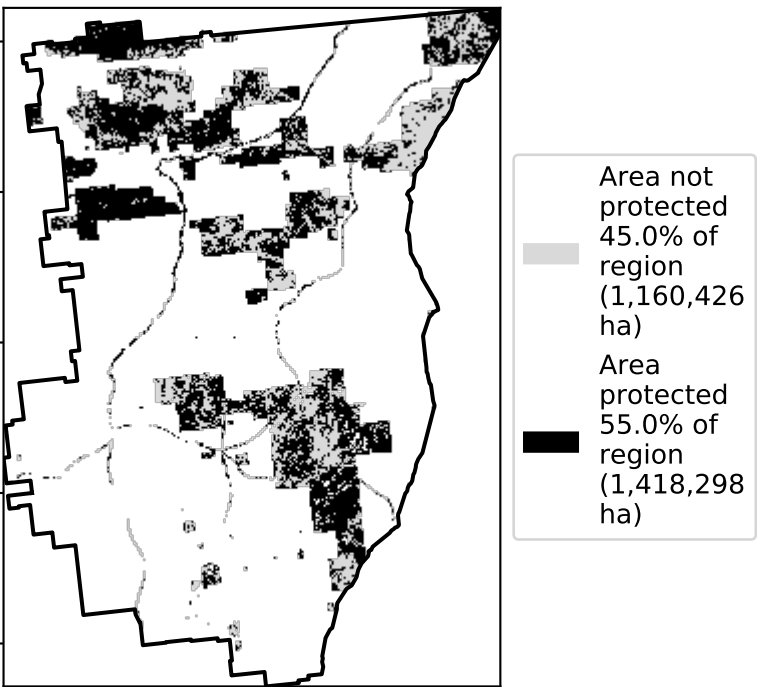 Area not
protected
45.0% of
region
(1,160,426
ha)
Area
protected
55.0% of
region
(1,418,298
ha)